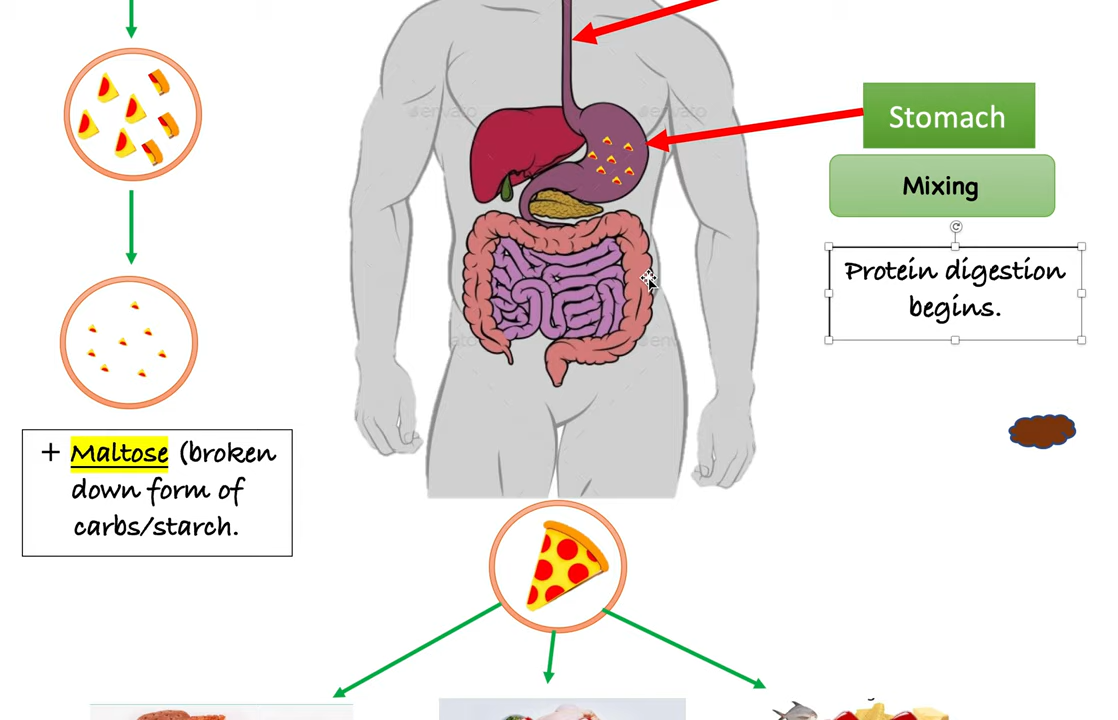 Stomach
Mixing
Protein digestion
begins.
+ Maltose (broken
down form of
carbs/starch.